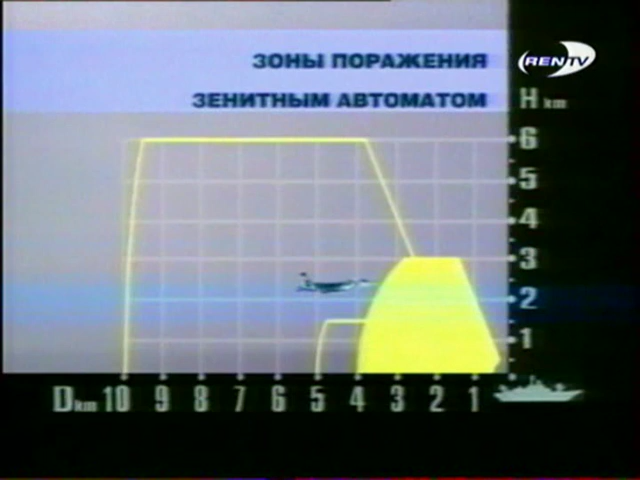 ЗОНЫ ПОРАЖЕНИЯ
REN TV
ЗЕНИТНЫМ АВТОМАТОМ
H km
6
5
4
3
2
1
D km 10 9 8 7 6 5 4 3 2 1